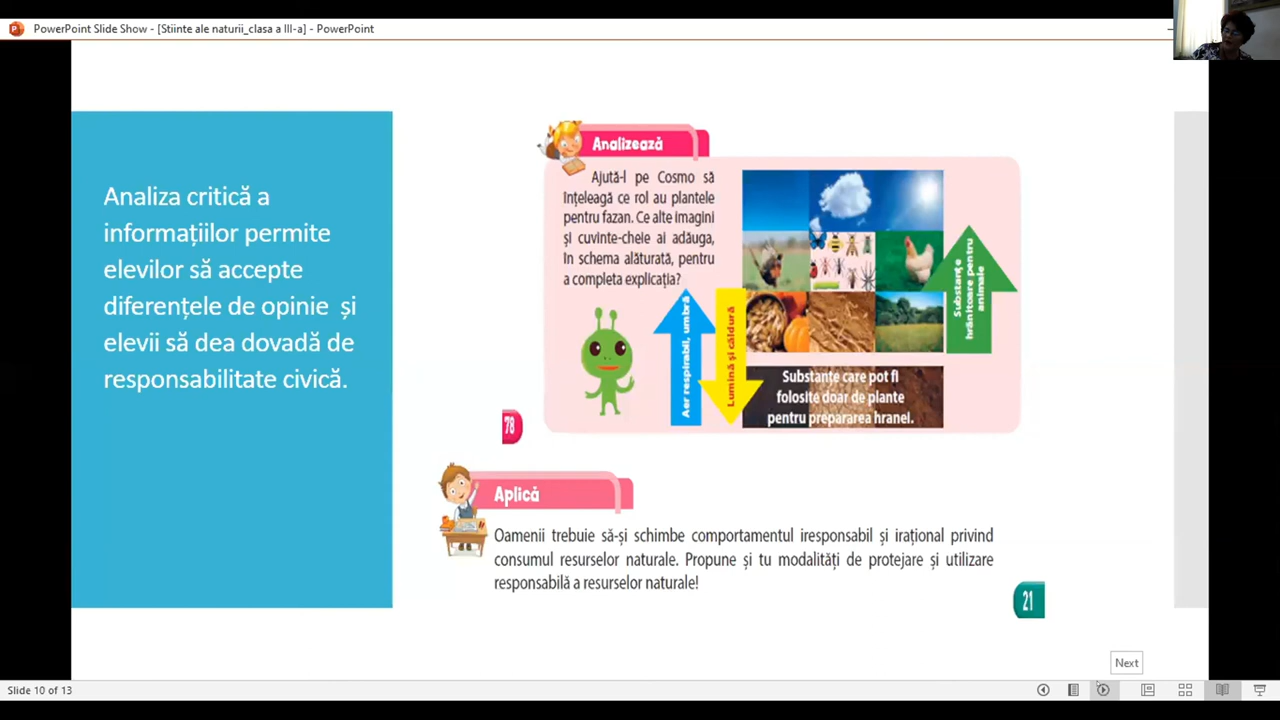 PowerPoint Slide Show - [Stiinte ale naturii_clasa a III-a] - PowerPoint
Analiza critică a
informațiilor permite
elevilor să accepte
diferențele de opinie și
elevii să dea dovadă de
responsabilitate civică.
Analizează
Ajută-l pe Cosmo să
înțeleagă ce rol au plantele
pentru fazan. Ce alte imagini
și cuvinte-cheie ai adăuga,
în schema alăturată, pentru
a completa explicația?
Aer respirabil, umbră
Lumină și căldură
Substanțe
hrănitoare pentru
animale
Substanțe care pot fi
folosite doar de plante
pentru prepararea hranei.
78
Aplică
Oamenii trebuie să-și schimbe comportamentul iresponsabil și irațional privind
consumul resurselor naturale. Propune și tu modalități de protejare și utilizare
responsabilă a resurselor naturale!
21
Next
Slide 10 of 13